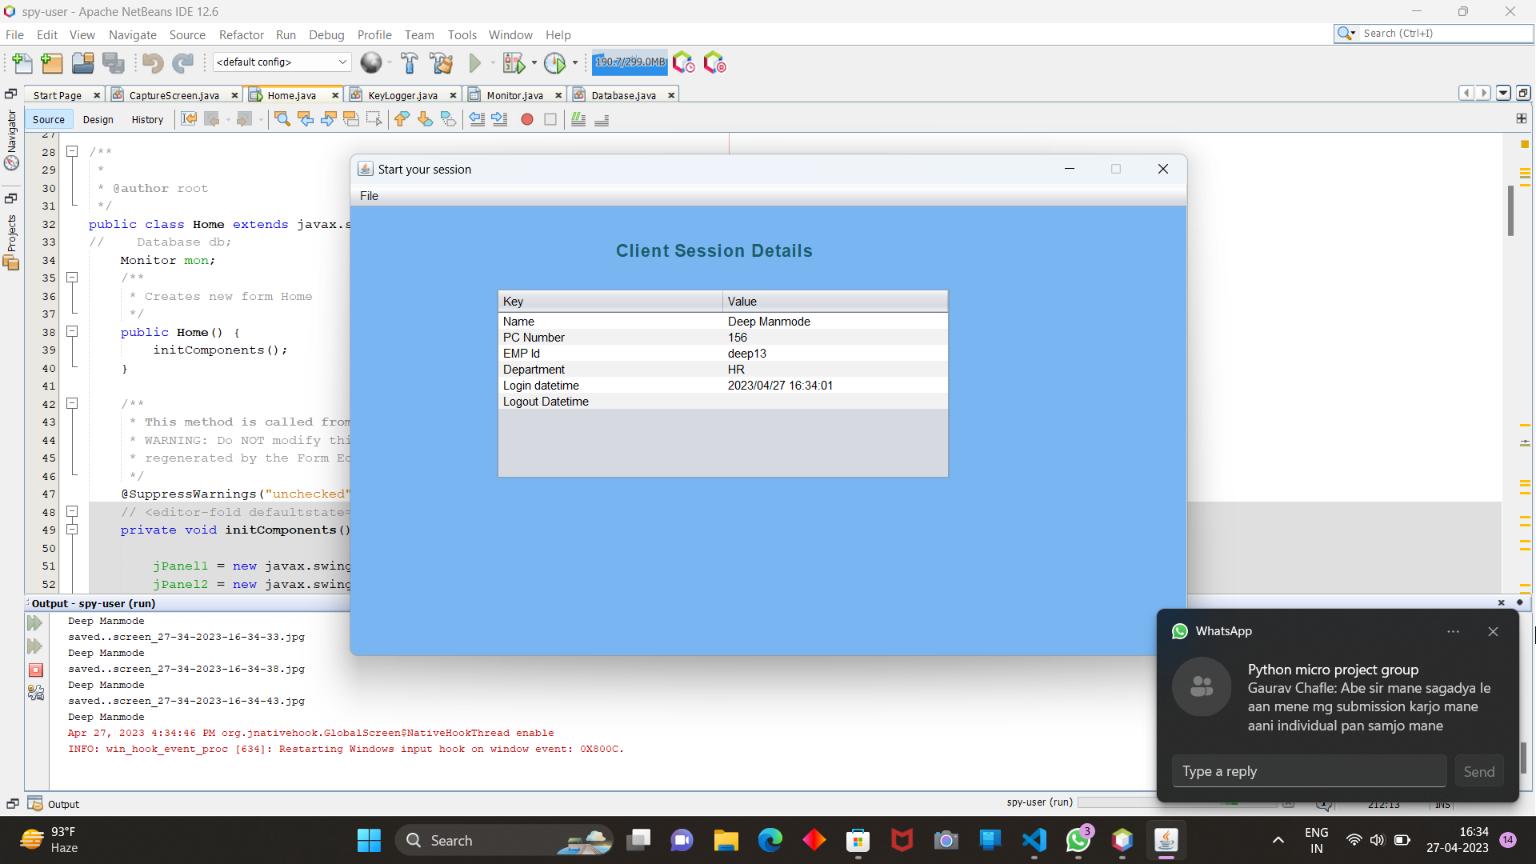 spy-user - Apache NetBeans IDE 12.6
File Edit View Navigate Source Refactor Run Debug Profile Team Tools Window Help
Search (Ctrl+I)
<default config>
190.7/299.0MB
Start Page CaptureScreen.java Home.java KeyLogger.java Monitor.java Database.java
Source Design History
Navigator
Projects
27
28 /**
29 *
30 * @author root
31 */
32 public class Home extends javax.s
33 // Database db;
34 Monitor mon;
35 /**
36 * Creates new form Home
37 */
38 public Home() {
39 initComponents();
40 }
41
42 /**
43 * This method is called from
44 * WARNING: Do NOT modify thi
45 * regenerated by the Form Ed
46 */
47 @SuppressWarnings("unchecked"
48 // <editor-fold defaultstate=
49 private void initComponents()
50
51 jPanel1 = new javax.swing
52 jPanel2 = new javax.swing
Start your session
File
Client Session Details
Key Value
Name Deep Manmode
PC Number 156
EMP Id deep13
Department HR
Login datetime 2023/04/27 16:34:01
Logout Datetime
Output - spy-user (run)
Deep Manmode
saved..screen_27-34-2023-16-34-33.jpg
Deep Manmode
saved..screen_27-34-2023-16-34-38.jpg
Deep Manmode
saved..screen_27-34-2023-16-34-43.jpg
Deep Manmode
Apr 27, 2023 4:34:46 PM org.jnativehook.GlobalScreen$NativeHookThread enable
INFO: win_hook_event_proc [634]: Restarting Windows input hook on window event: 0X800C.
WhatsApp
Python micro project group
Gaurav Chafle: Abe sir mane sagadya le
aan mene mg submission karjo mane
aani individual pan samjo mane
Type a reply
Send
Output
spy-user (run)
212:13 INS
93°F
Haze
Search
3
ENG
IN
16:34
27-04-2023
14